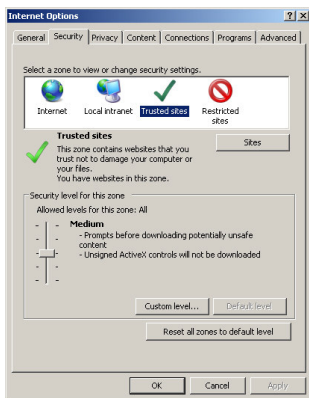 Internet Options
? X
General Security Privacy Content Connections Programs Advanced
Select a zone to view or change security settings.
Internet Local intranet Trusted sites Restricted
sites
Trusted sites
Sites
This zone contains websites that you
trust not to damage your computer or
your files.
You have websites in this zone.
Security level for this zone
Allowed levels for this zone: All
Medium
- Prompts before downloading potentially unsafe
content
- Unsigned ActiveX controls will not be downloaded
Custom level... Default level
Reset all zones to default level
OK Cancel Apply